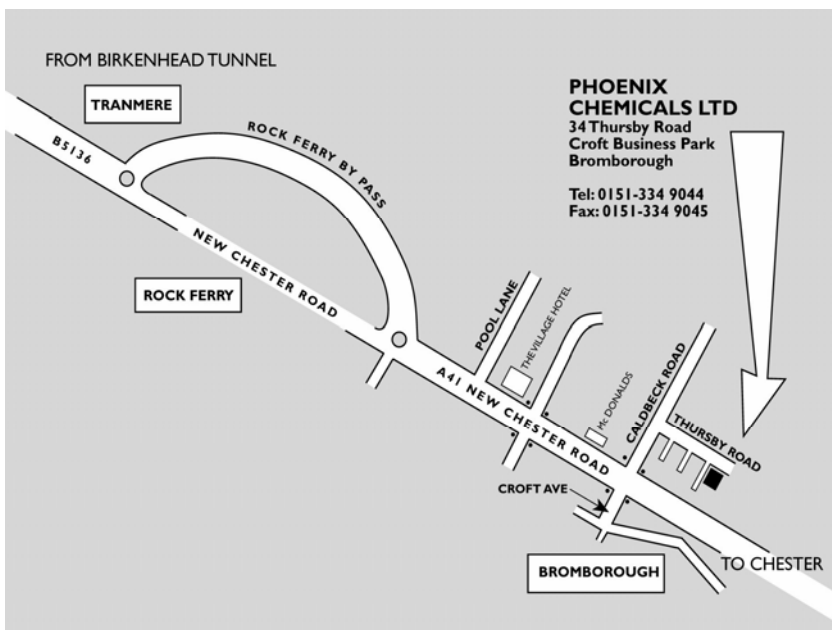 FROM BIRKENHEAD TUNNEL
TRANMERE
B5136
ROCK FERRY BY PASS
NEW CHESTER ROAD
ROCK FERRY
PHOENIX
CHEMICALS LTD
34 Thursby Road
Croft Business Park
Bromborough
Tel: 0151-334 9044
Fax: 0151-334 9045
POOL LANE
THE VILLAGE HOTEL
A41 NEW CHESTER ROAD
Mc DONALDS
CALDBECK ROAD
THURSBY ROAD
CROFT AVE
BROMBOROUGH
TO CHESTER